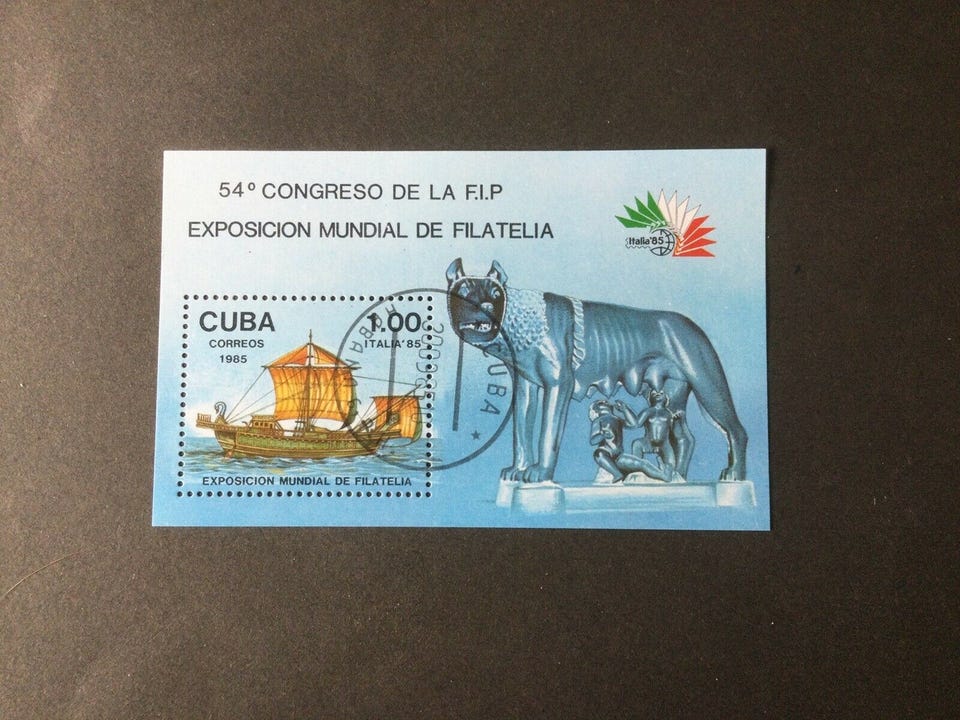 54º CONGRESO DE LA F.I.P
EXPOSICION MUNDIAL DE FILATELIA
Italia'85
CUBA 1.00
CORREOS ITALIA'85
1985
EXPOSICION MUNDIAL DE FILATELIA
CUBA